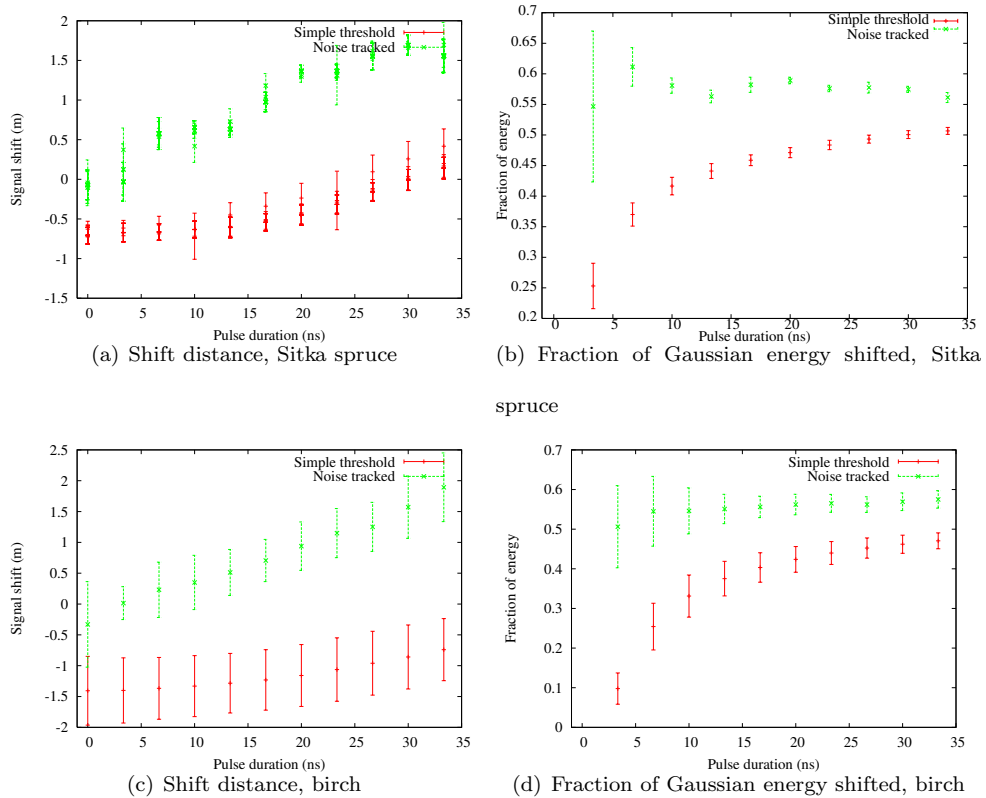 2
1.5
1
0.5
0
-0.5
-1
-1.5
Signal shift (m)
Simple threshold
Noise tracked
0 5 10 15 20 25 30 35
Pulse duration (ns)
(a) Shift distance, Sitka spruce
0.7
0.65
0.6
0.55
0.5
0.45
0.4
0.35
0.3
0.25
0.2
Fraction of energy
Simple threshold
Noise tracked
0 5 10 15 20 25 30 35
Pulse duration (ns)
(b) Fraction of Gaussian energy shifted, Sitka
spruce
2.5
2
1.5
1
0.5
0
-0.5
-1
-1.5
-2
Signal shift (m)
Simple threshold
Noise tracked
0 5 10 15 20 25 30 35
Pulse duration (ns)
(c) Shift distance, birch
0.7
0.6
0.5
0.4
0.3
0.2
0.1
0
Fraction of energy
Simple threshold
Noise tracked
0 5 10 15 20 25 30 35
Pulse duration (ns)
(d) Fraction of Gaussian energy shifted, birch